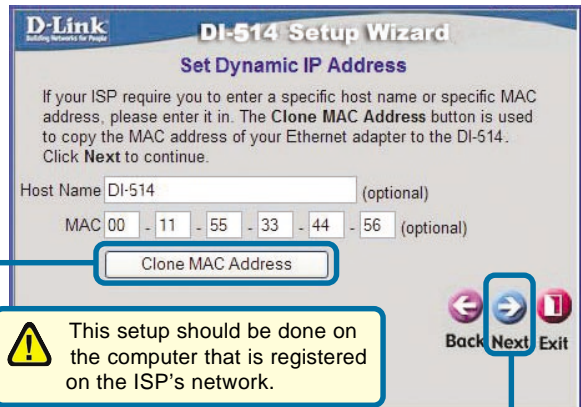 D-Link
Building Networks for People
DI-514 Setup Wizard
Set Dynamic IP Address
If your ISP require you to enter a specific host name or specific MAC
address, please enter it in. The Clone MAC Address button is used
to copy the MAC address of your Ethernet adapter to the DI-514.
Click Next to continue.
Host Name DI-514 (optional)
MAC 00 - 11 - 55 - 33 - 44 - 56 (optional)
Clone MAC Address
This setup should be done on
the computer that is registered
on the ISP's network.
Back Next Exit